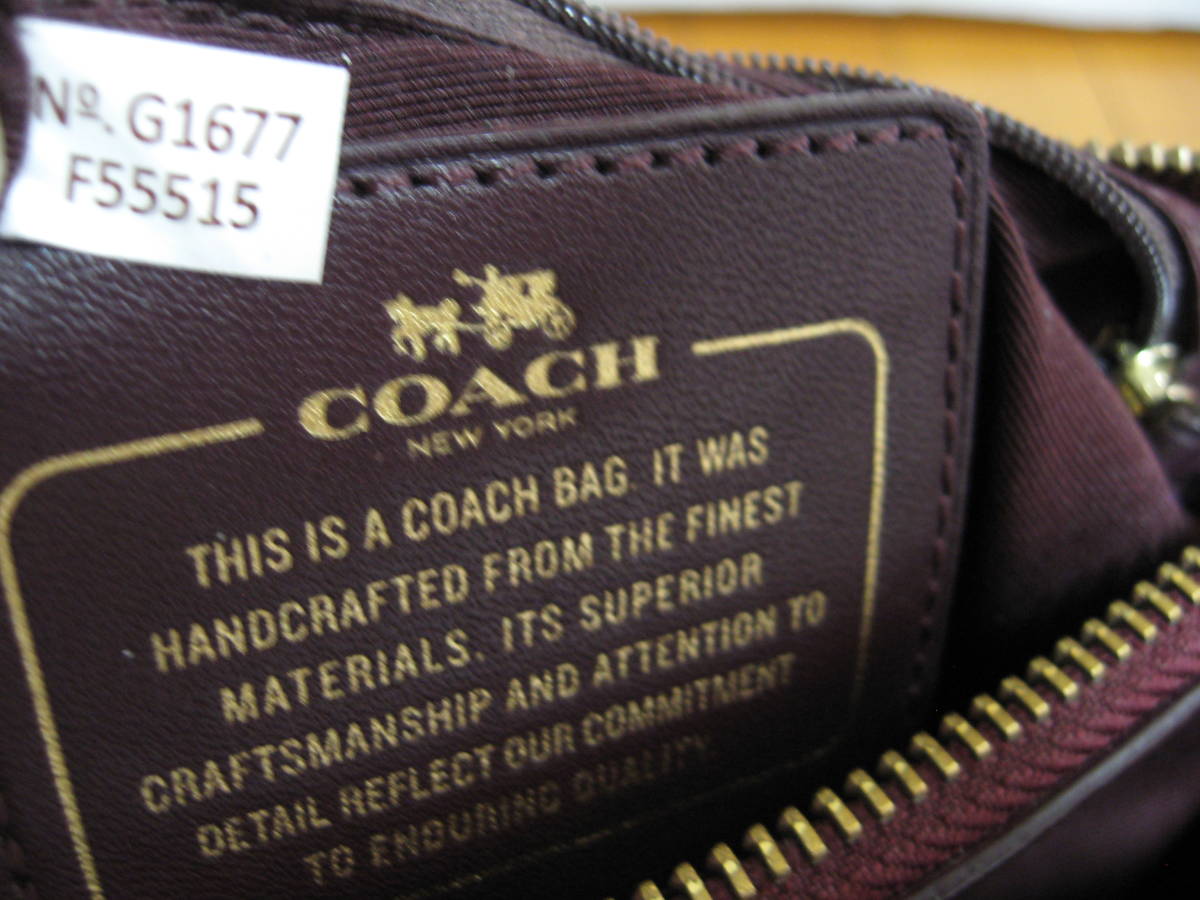 Nº. G1677
F55515
COACH
NEW YORK
THIS IS A COACH BAG. IT WAS
HANDCRAFTED FROM THE FINEST
MATERIALS. ITS SUPERIOR
CRAFTSMANSHIP AND ATTENTION TO
DETAIL REFLECT OUR COMMITMENT
TO ENDURING QUALITY.